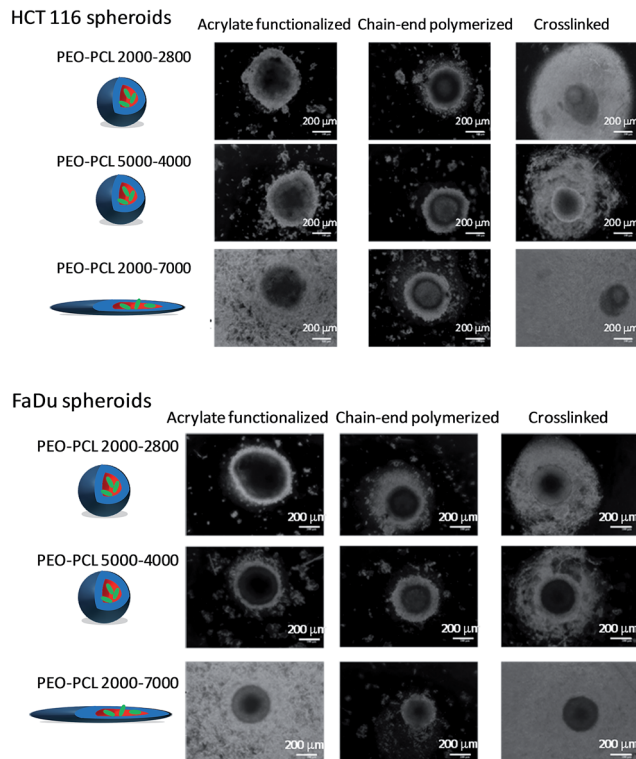 HCT 116 spheroids
Acrylate functionalized Chain-end polymerized Crosslinked
PEO-PCL 2000-2800
200 µm 200 µm 200 µm
PEO-PCL 5000-4000
200 µm 200 µm 200 µm
PEO-PCL 2000-7000
200 µm 200 µm 200 µm
FaDu spheroids
Acrylate functionalized Chain-end polymerized Crosslinked
PEO-PCL 2000-2800
200 µm 200 µm 200 µm
PEO-PCL 5000-4000
200 µm 200 µm 200 µm
PEO-PCL 2000-7000
200 µm 200 µm 200 µm